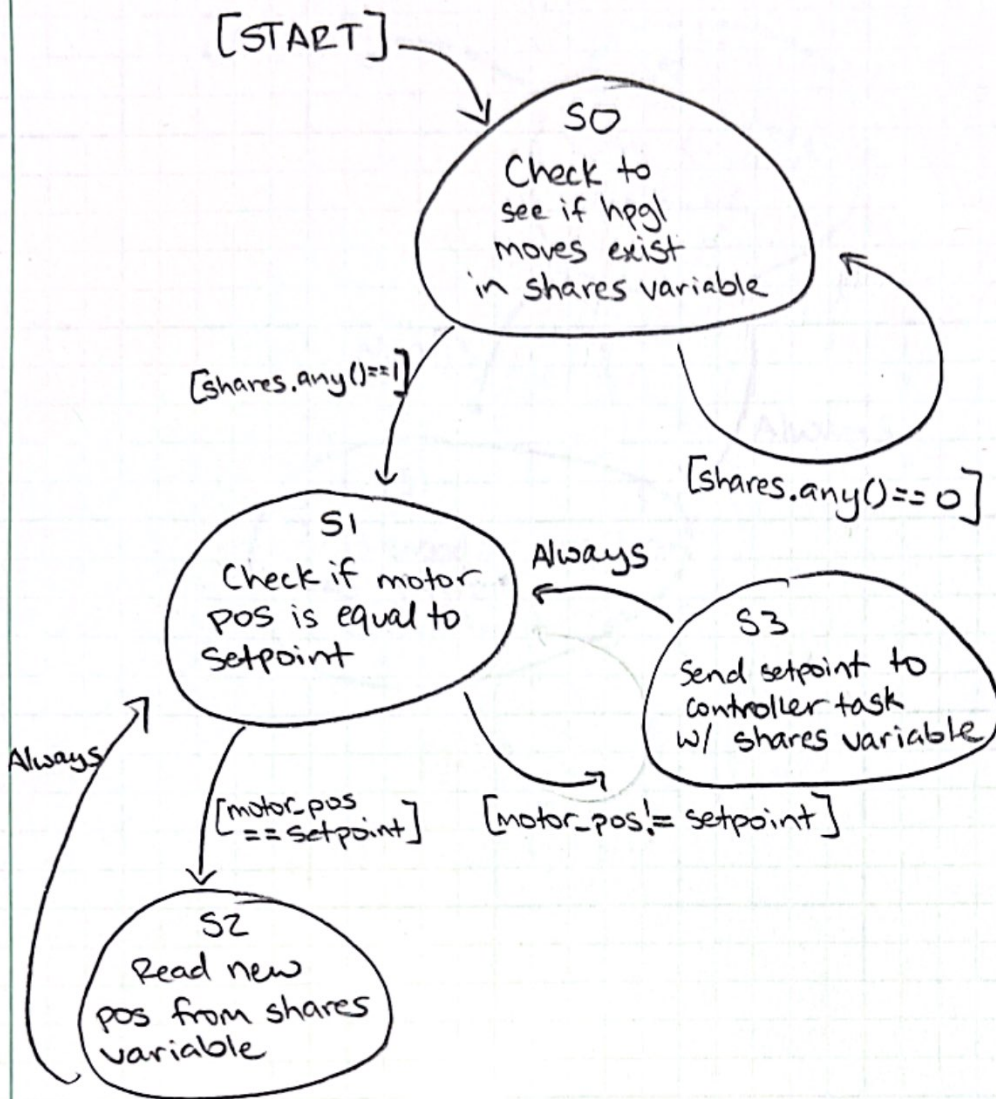 [START]
S0
Check to
see if hpgl
moves exist
in shares variable
[shares.any()==1]
[shares.any()==0]
S1
Check if motor
pos is equal to
setpoint
Always
S3
Send setpoint to
controller task
w/ shares variable
Always
[motor_pos
== setpoint]
[motor_pos!= setpoint]
S2
Read new
pos from shares
variable